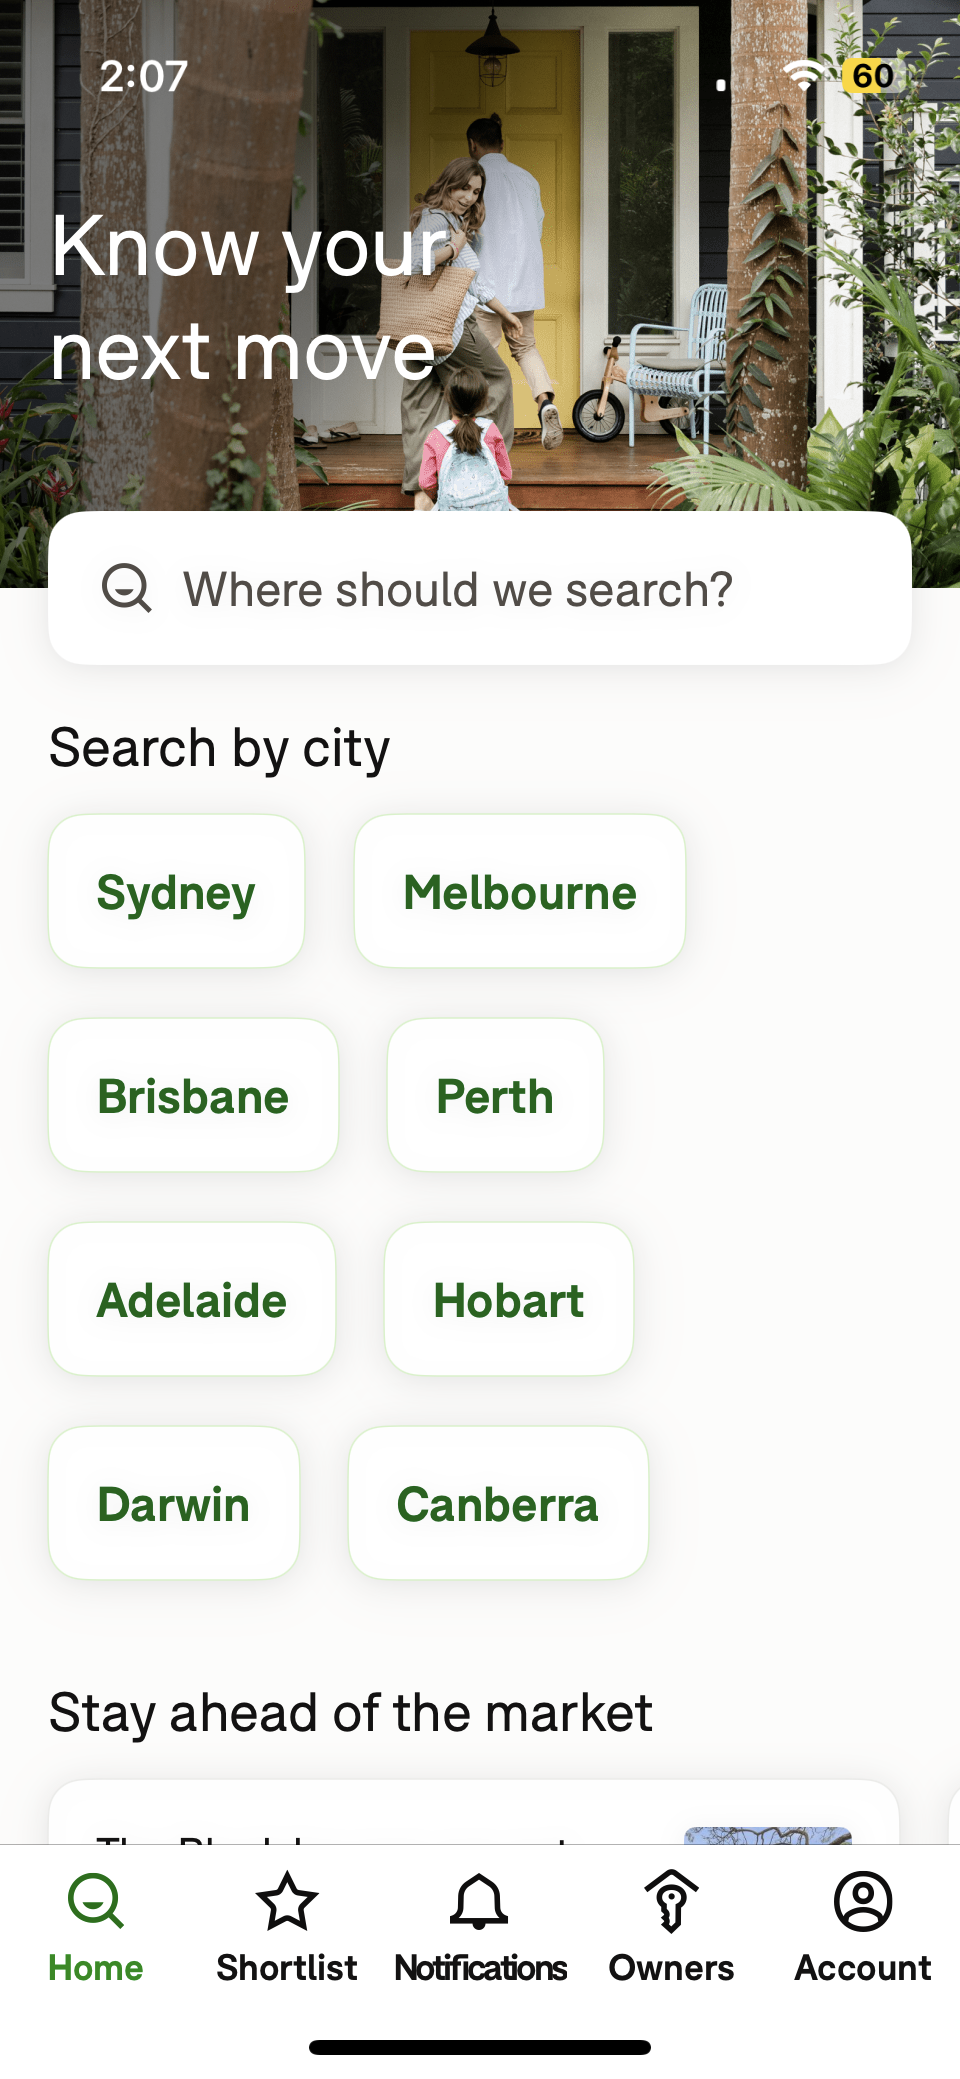 2:07
60
Know your
next move
Where should we search?
Search by city
Sydney Melbourne
Brisbane Perth
Adelaide Hobart
Darwin Canberra
Stay ahead of the market
Home Shortlist Notifications Owners Account